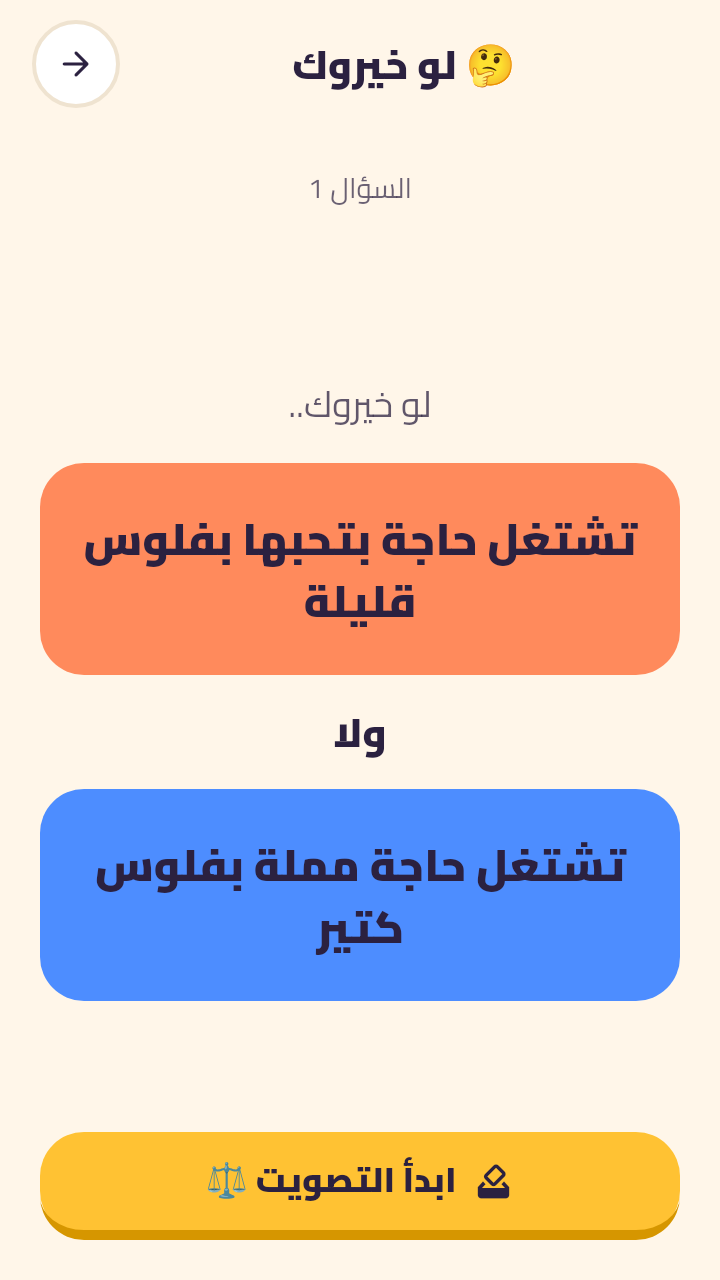 🤔 لو خيروك
السؤال 1
لو خيروك..
تشتغل حاجة بتحبها بفلوس
قليلة
ولا
تشتغل حاجة مملة بفلوس
كتير
ابدأ التصويت ⚖️